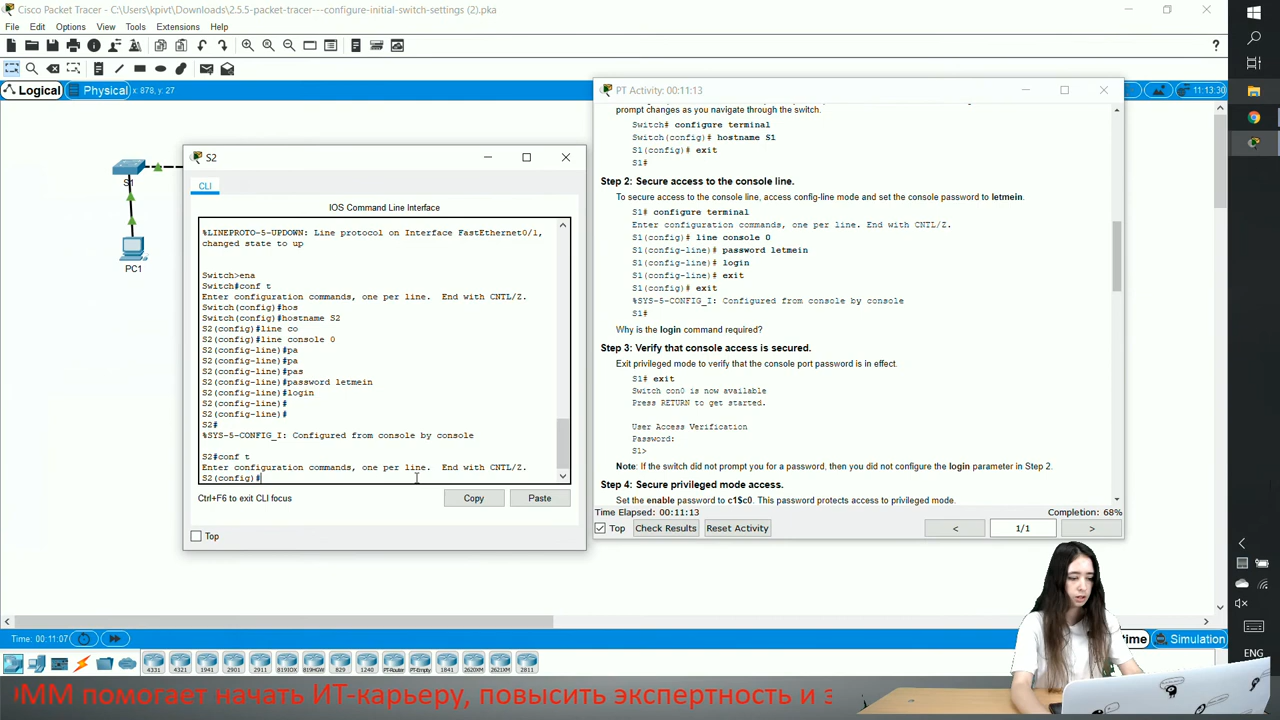 Cisco Packet Tracer - C:\Users\kpivt\Downloads\2.5.5-packet-tracer---configure-initial-switch-settings (2).pka
File Edit Options View Tools Extensions Help
?
Logical Physical x: 878, y: 27
11:13:30
S1
PC1
S2
CLI
IOS Command Line Interface
%LINEPROTO-5-UPDOWN: Line protocol on Interface FastEthernet0/1,
changed state to up
Switch>ena
Switch#conf t
Enter configuration commands, one per line. End with CNTL/Z.
Switch(config)#hos
Switch(config)#hostname S2
S2(config)#line co
S2(config)#line console 0
S2(config-line)#pa
S2(config-line)#pa
S2(config-line)#pas
S2(config-line)#password letmein
S2(config-line)#login
S2(config-line)#
S2(config-line)#
S2#
%SYS-5-CONFIG_I: Configured from console by console
S2#conf t
Enter configuration commands, one per line. End with CNTL/Z.
S2(config)#
Ctrl+F6 to exit CLI focus
Copy
Paste
Top
PT Activity: 00:11:13
prompt changes as you navigate through the switch.
Switch# configure terminal
Switch(config)# hostname S1
S1(config)# exit
S1#
Step 2: Secure access to the console line.
To secure access to the console line, access config-line mode and set the console password to letmein.
S1# configure terminal
Enter configuration commands, one per line. End with CNTL/Z.
S1(config)# line console 0
S1(config-line)# password letmein
S1(config-line)# login
S1(config-line)# exit
S1(config)# exit
%SYS-5-CONFIG_I: Configured from console by console
S1#
Why is the login command required?
Step 3: Verify that console access is secured.
Exit privileged mode to verify that the console port password is in effect.
S1# exit
Switch con0 is now available
Press RETURN to get started.
User Access Verification
Password:
S1>
Note: If the switch did not prompt you for a password, then you did not configure the login parameter in Step 2.
Step 4: Secure privileged mode access.
Set the enable password to c1$c0. This password protects access to privileged mode.
Time Elapsed: 00:11:13
Completion: 68%
Top
Check Results
Reset Activity
<
1/1
>
Time: 00:11:07
Simulation
4331 4321 1941 2901 2911 819IOX 819HGW 829 1240 PT-Router PT-Empty 1841 2620XM 2621XM 2811
ENG
помогает начать ИТ-карьеру, повысить экспертность и